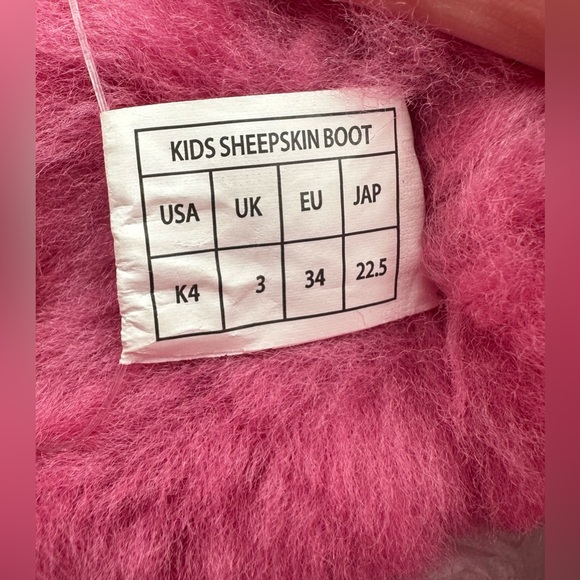 KIDS SHEEPSKIN BOOT
USA UK EU JAP
K4 3 34 22.5